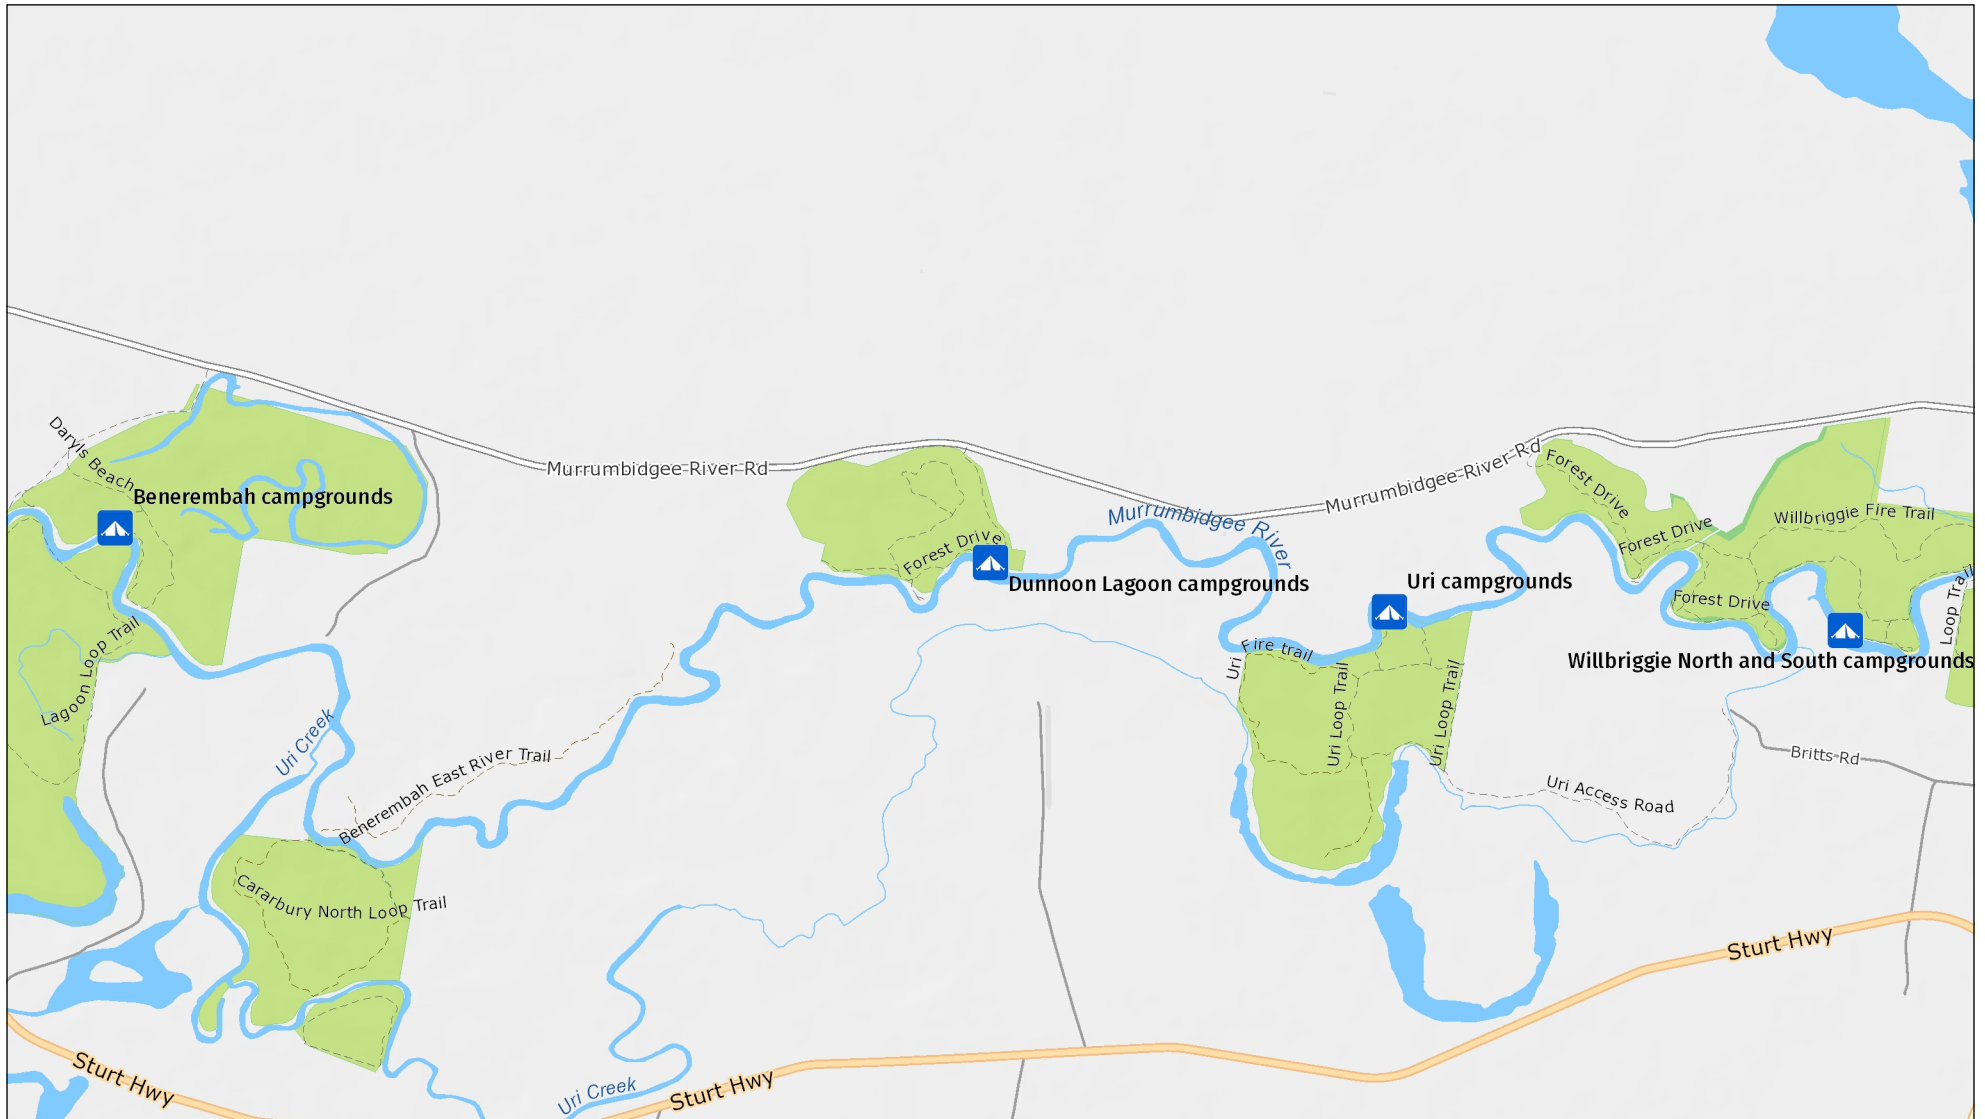 Daryls Beach
Benerembah campgrounds
Murrumbidgee River Rd
Forest Drive
Dunnoon Lagoon campgrounds
Murrumbidgee River
Murrumbidgee River Rd
Forest Drive
Forest Drive
Willbriggie Fire Trail
Uri campgrounds
Forest Drive
Loop Trail
Willbriggie North and South campgrounds
Lagoon Loop Trail
Uri
Fire trail
Uri Loop Trail
Uri Loop Trail
Uri Creek
Benerembah East River Trail
Britts Rd
Uri Access Road
Cararbury North Loop Trail
Sturt Hwy
Sturt Hwy
Uri Creek
Sturt Hwy